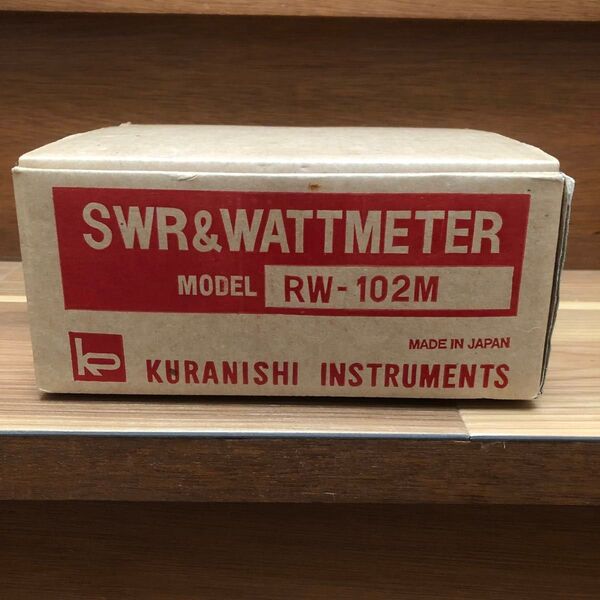 SWR&WATTMETER
MODEL RW-102M
MADE IN JAPAN
KURANISHI INSTRUMENTS